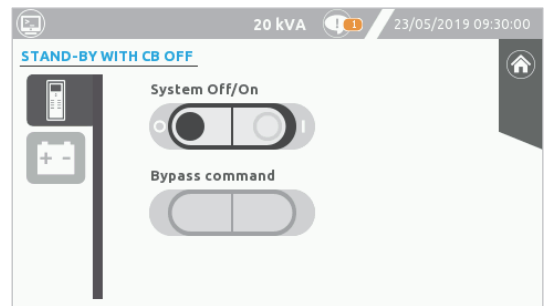 20 kVA ! 1 23/05/2019 09:30:00
STAND-BY WITH CB OFF
System Off/On
O I
+ -
Bypass command